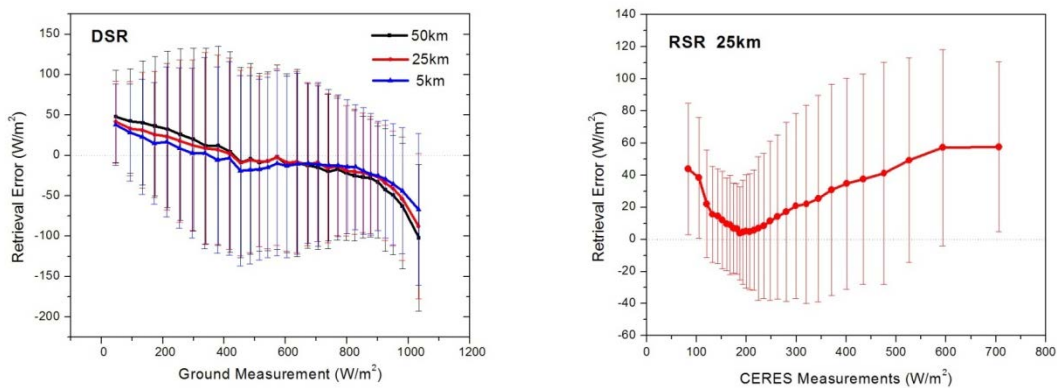 DSR
50km
25km
5km
150
100
50
0
-50
-100
-150
-200
Retrieval Error (W/m²)
0 200 400 600 800 1000 1200
Ground Measurement (W/m²)
RSR 25km
140
120
100
80
60
40
20
0
-20
-40
-60
Retrieval Error (W/m²)
0 100 200 300 400 500 600 700 800
CERES Measurements (W/m²)